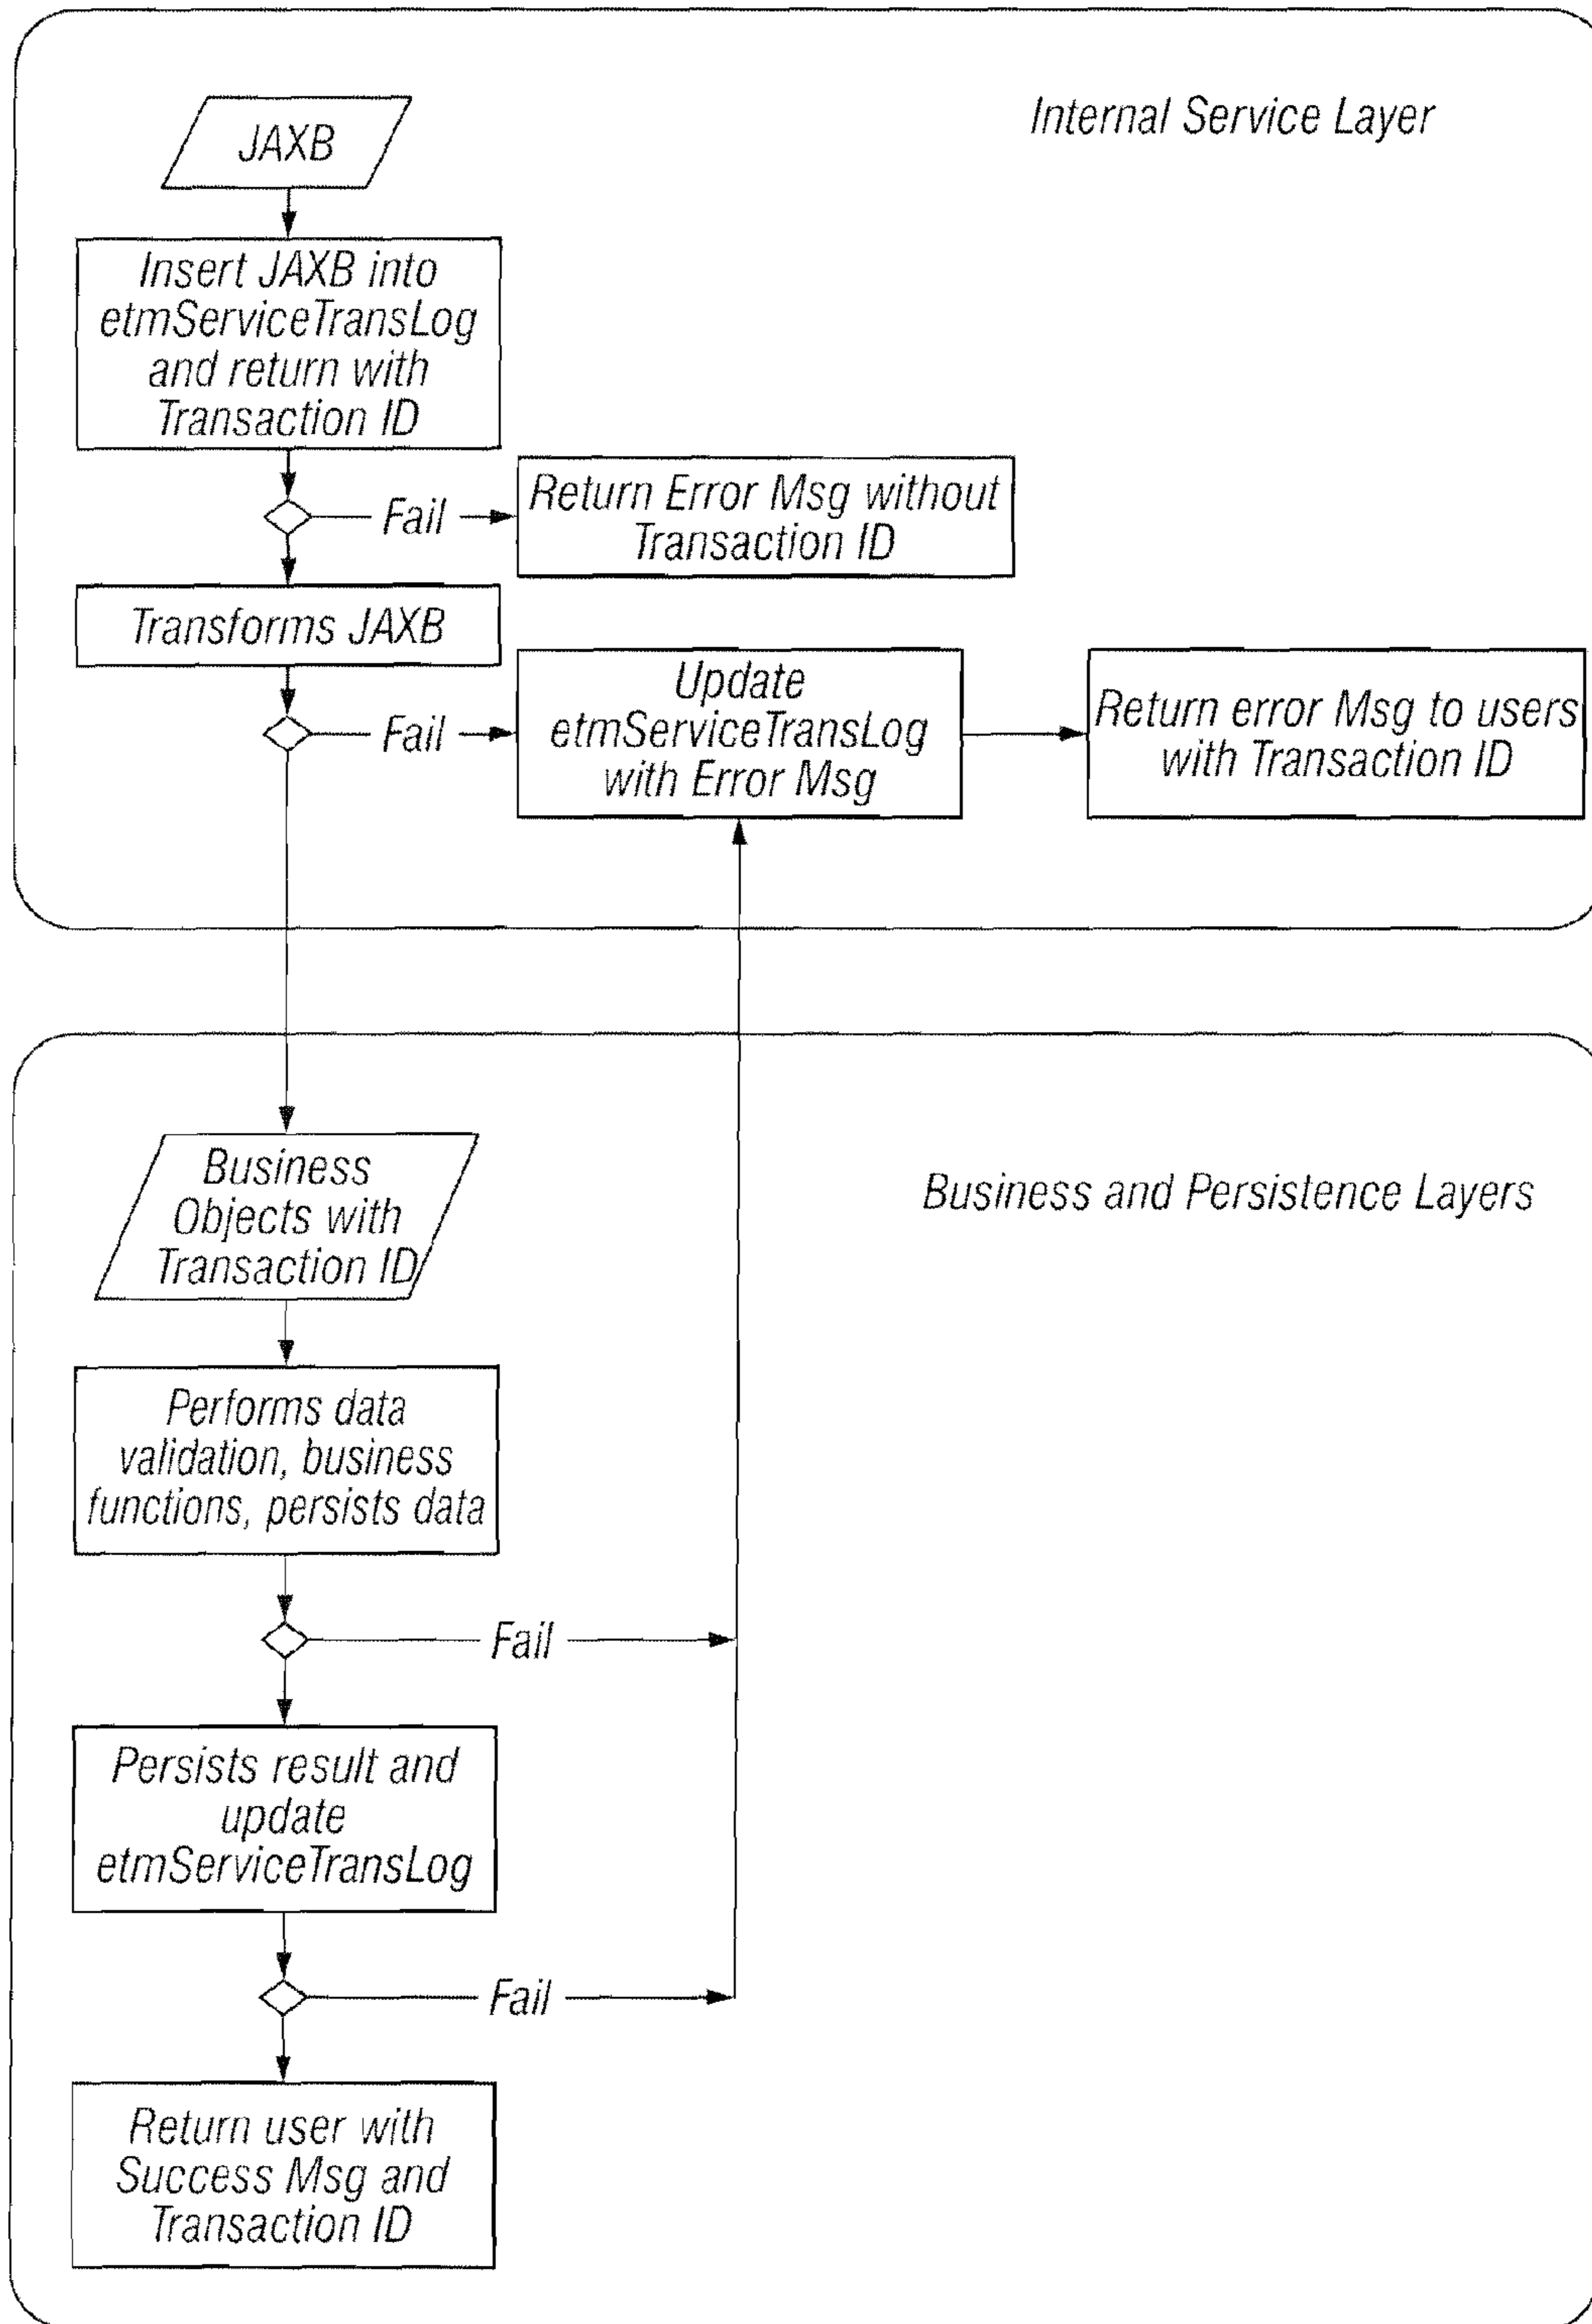 Internal Service Layer
JAXB
Insert JAXB into
etmServiceTransLog
and return with
Transaction ID
Fail
Return Error Msg without
Transaction ID
Transforms JAXB
Fail
Update
etmServiceTransLog
with Error Msg
Return error Msg to users
with Transaction ID
Business and Persistence Layers
Business
Objects with
Transaction ID
Performs data
validation, business
functions, persists data
Fail
Persists result and
update
etmServiceTransLog
Fail
Return user with
Success Msg and
Transaction ID